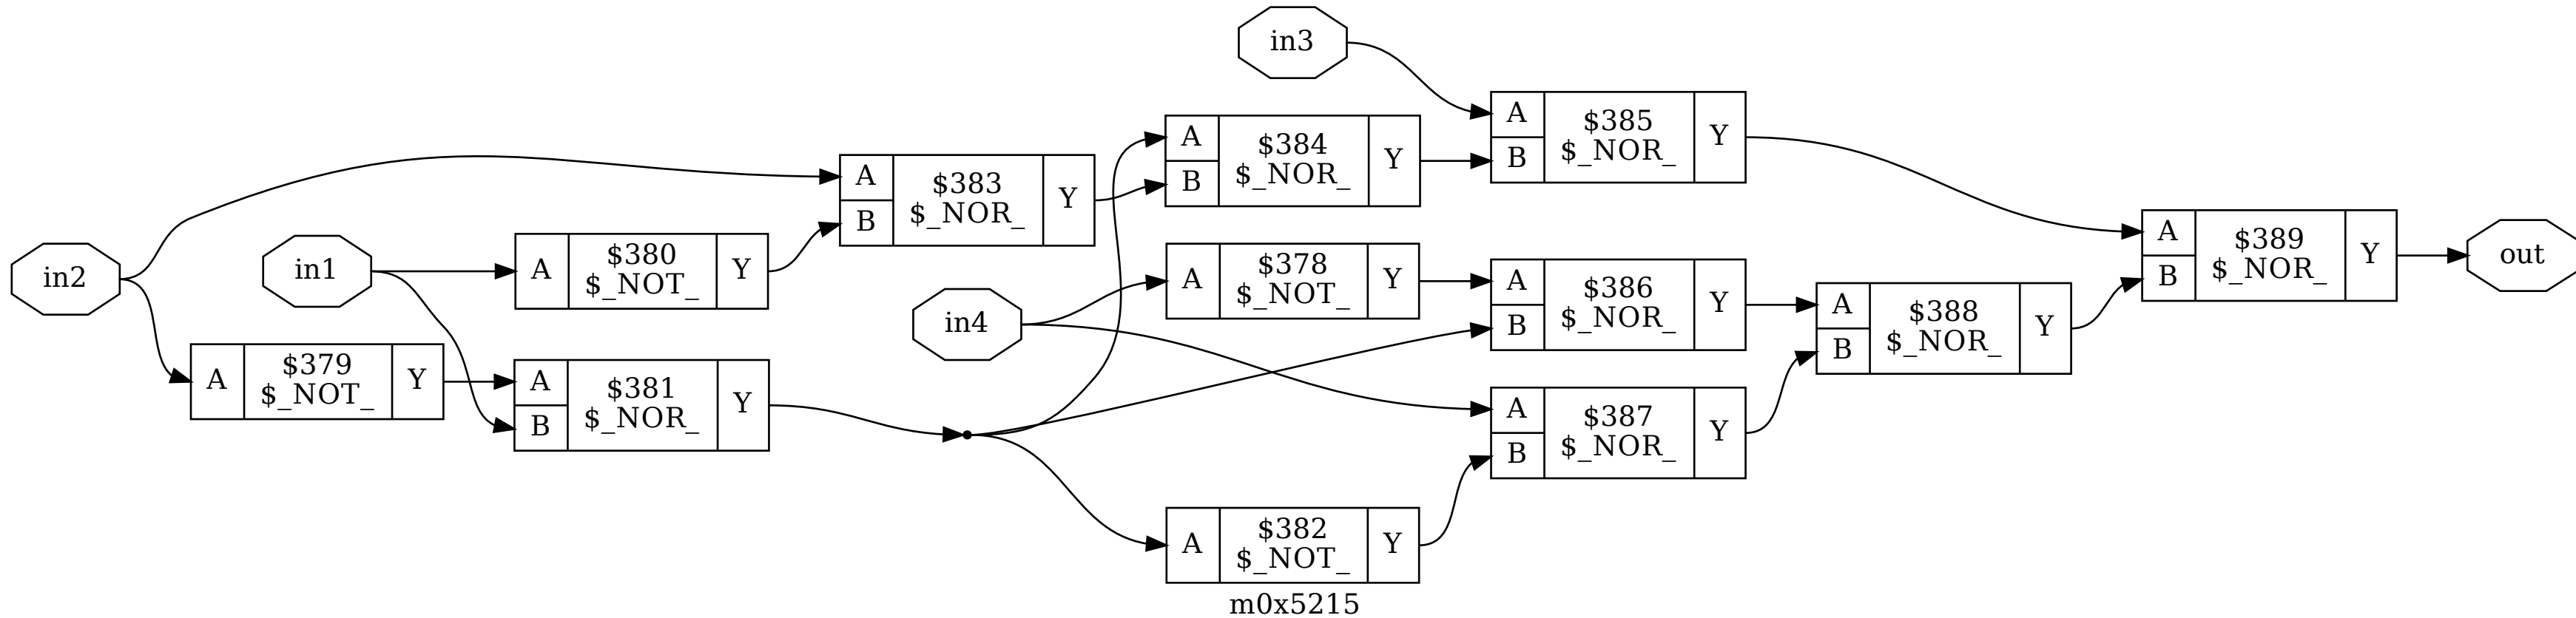 in3
A
B
$385
$_NOR_
Y
A
B
$384
$_NOR_
Y
A
B
$383
$_NOR_
Y
in2
in1
A
$380
$_NOT_
Y
A
$378
$_NOT_
Y
in4
A
B
$386
$_NOR_
Y
A
B
$388
$_NOR_
Y
A
B
$389
$_NOR_
Y
out
A
$379
$_NOT_
Y
A
B
$381
$_NOR_
Y
A
B
$387
$_NOR_
Y
A
$382
$_NOT_
Y
m0x5215